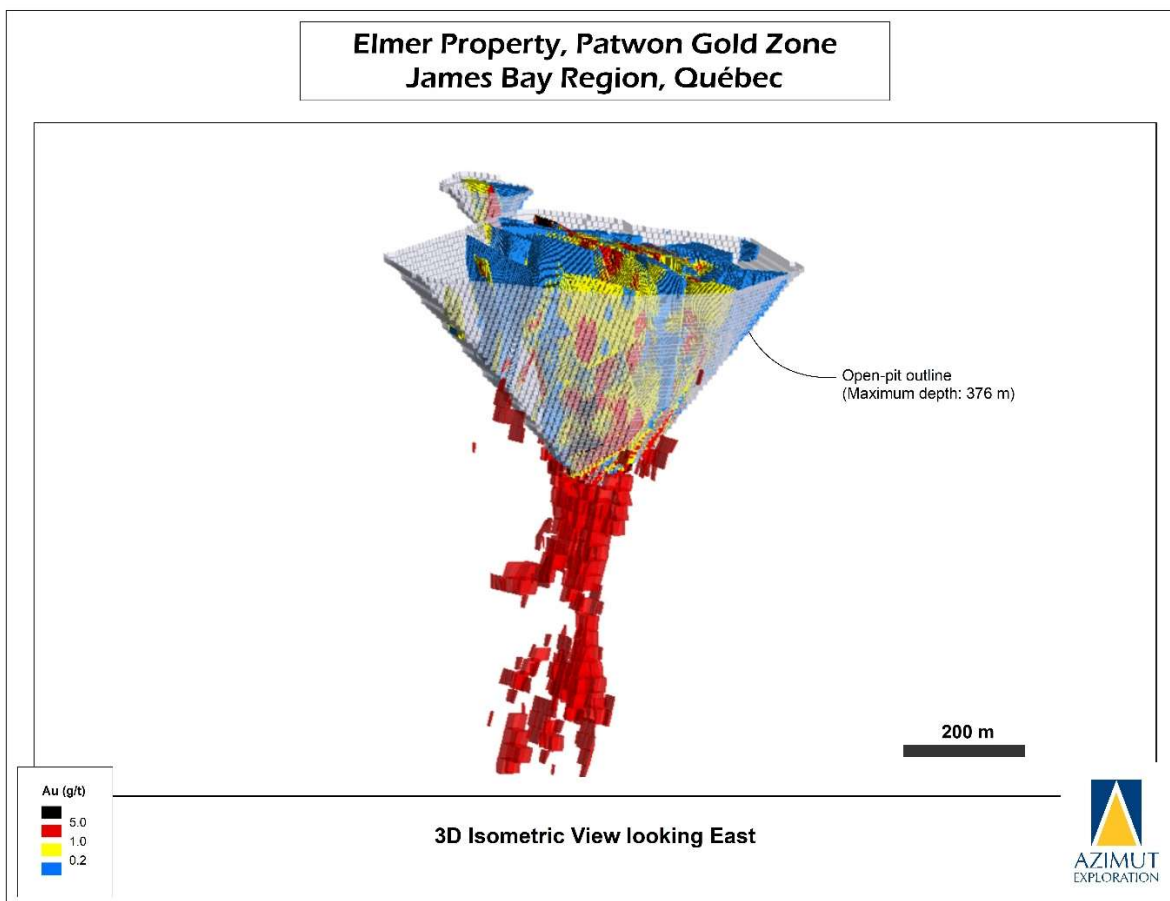 Elmer Property, Patwon Gold Zone
James Bay Region, Québec
Open-pit outline
(Maximum depth: 376 m)
200 m
Au (g/t)
5.0
1.0
0.2
3D Isometric View looking East
AZIMUT
EXPLORATION